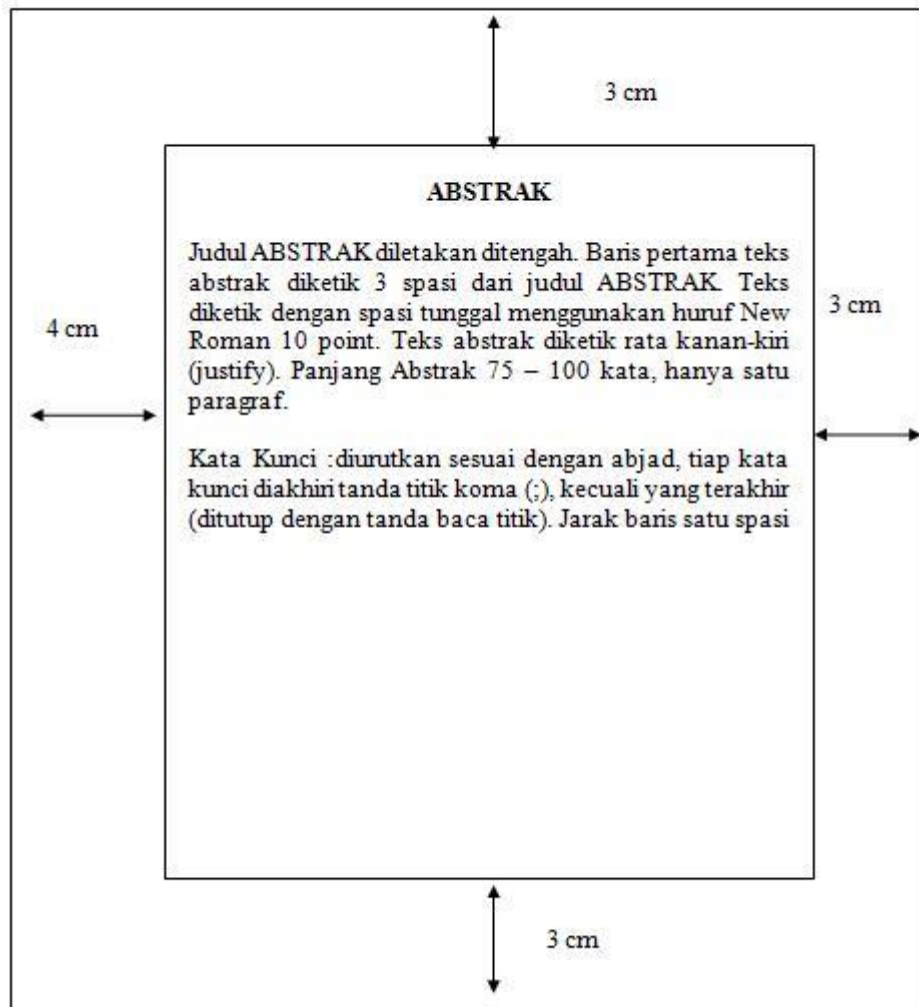 3 cm
ABSTRAK
Judul ABSTRAK diletakan ditengah. Baris pertama teks
abstrak diketik 3 spasi dari judul ABSTRAK. Teks
diketik dengan spasi tunggal menggunakan huruf New
Roman 10 point. Teks abstrak diketik rata kanan-kiri
(justify). Panjang Abstrak 75 – 100 kata, hanya satu
paragraf.
4 cm
3 cm
Kata Kunci :diurutkan sesuai dengan abjad, tiap kata
kunci diakhiri tanda titik koma (;), kecuali yang terakhir
(ditutup dengan tanda baca titik). Jarak baris satu spasi
3 cm